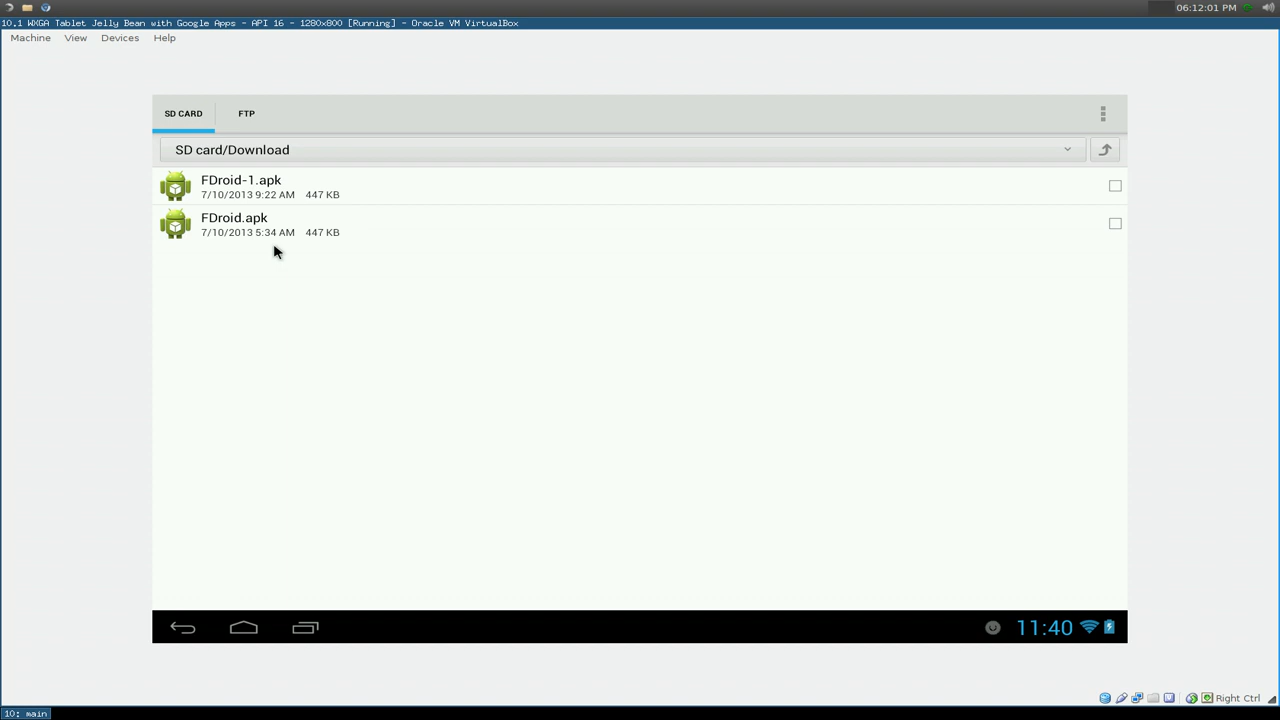 06:12:01 PM
10,1 WXGA Tablet Jelly Bean with Google Apps - API 16 - 1280x800 [Running] - Oracle VM VirtualBox
Machine View Devices Help
SD CARD FTP
SD card/Download
FDroid-1.apk
7/10/2013 9:22 AM 447 KB
FDroid.apk
7/10/2013 5:34 AM 447 KB
11:40
Right Ctrl
10: main